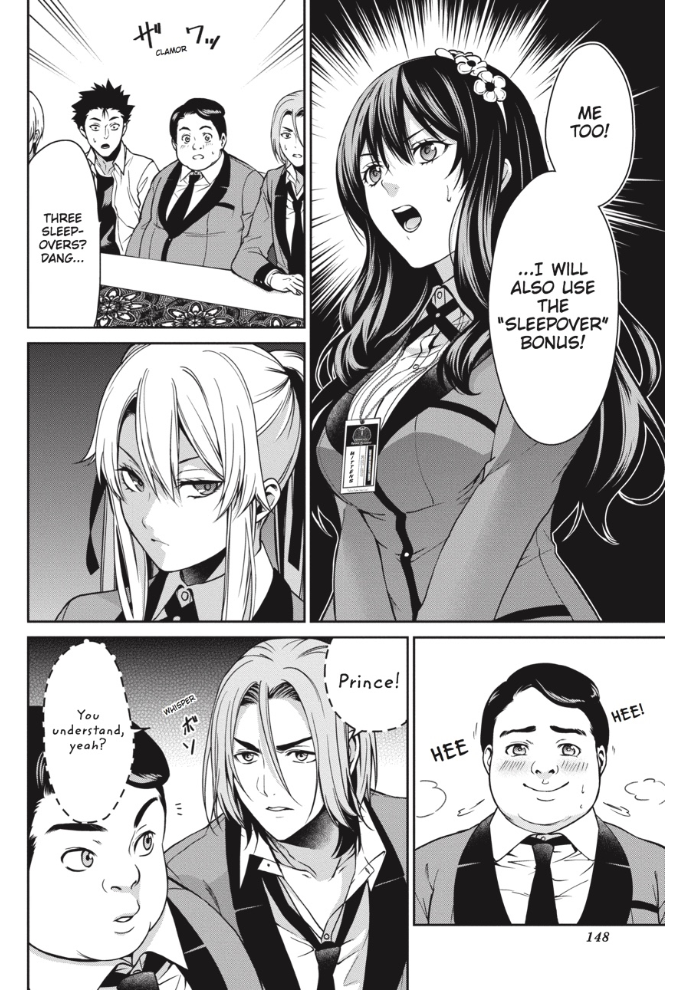 ME
TOO!
...I WILL
ALSO USE
THE
"SLEEPOVER"
BONUS!
MITTENS
ザワッ
CLAMOR
THREE
SLEEP-
OVERS?
DANG...
HEE
HEE!
Prince!
WHISPER
ボソ
You
understand,
yeah?
148